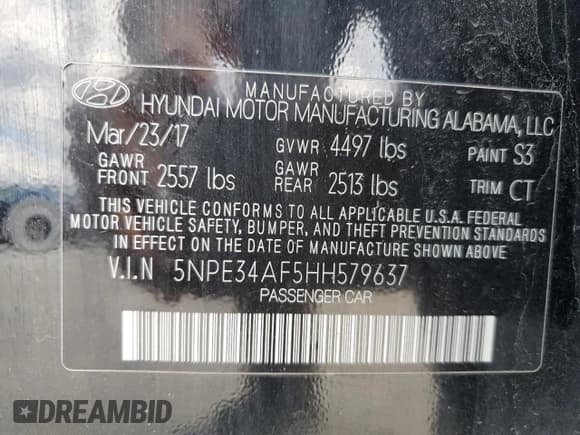 MANUFACTURED BY
HYUNDAI MOTOR MANUFACTURING ALABAMA, LLC
Mar/23/17 GVWR 4497 lbs PAINT S3
GAWR FRONT 2557 lbs GAWR REAR 2513 lbs TRIM CT
THIS VEHICLE CONFORMS TO ALL APPLICABLE U.S.A. FEDERAL
MOTOR VEHICLE SAFETY, BUMPER, AND THEFT PREVENTION STANDARDS
IN EFFECT ON THE DATE OF MANUFACTURE SHOWN ABOVE
V.I.N 5NPE34AF5HH579637
PASSENGER CAR
DREAMBID